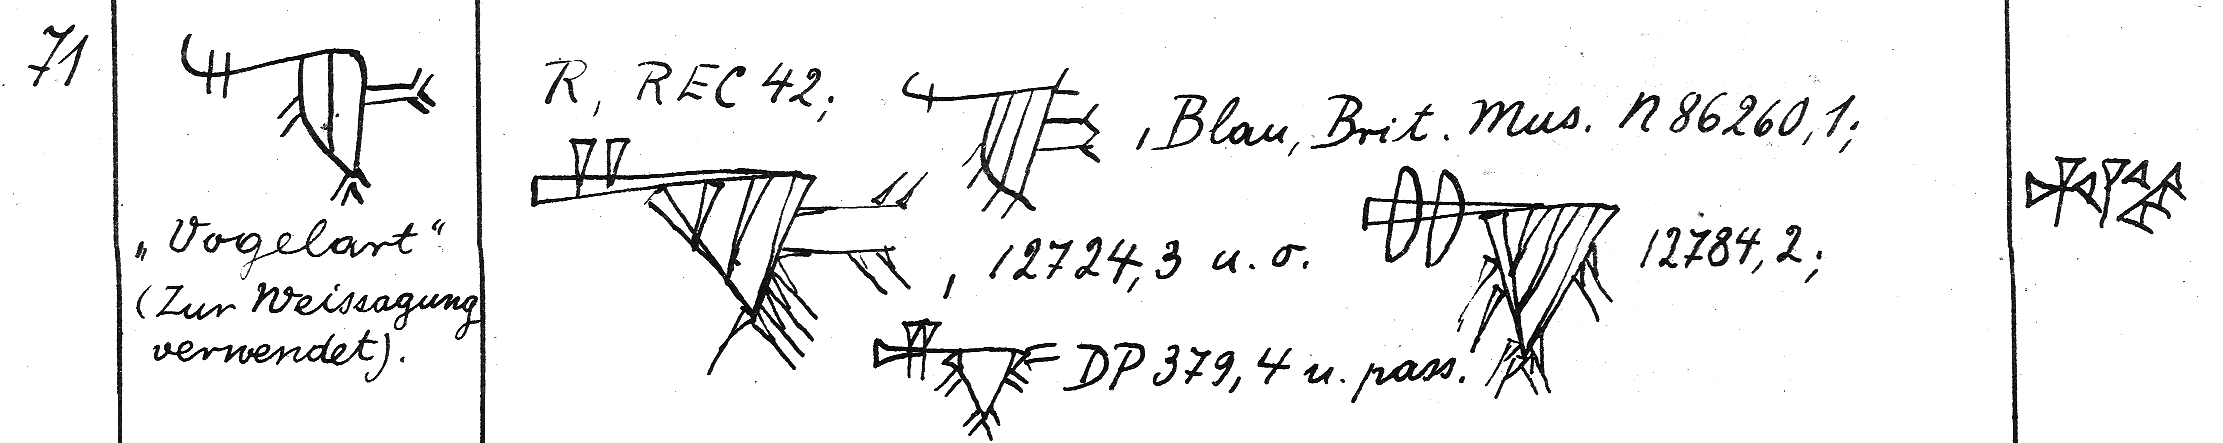 71
„Vogelart“
(Zur Weissagung
verwendet).
R, REC 42; , Blau, Brit. Mus. N 86260,1;
, 12724,3 u. o. 12784,2;
DP 379,4 u. pass.